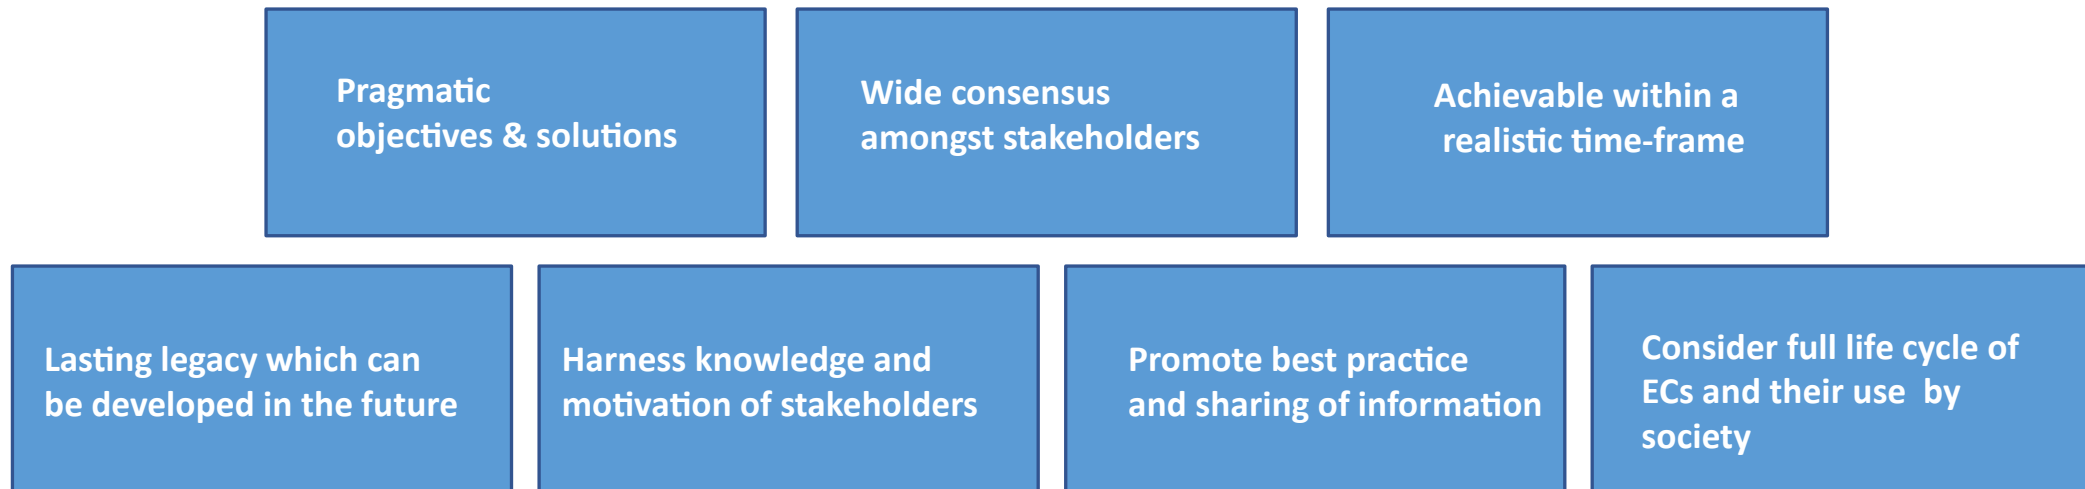 Pragmatic
objectives & solutions
Wide consensus
amongst stakeholders
Achievable within a
realistic time-frame
Lasting legacy which can
be developed in the future
Harness knowledge and
motivation of stakeholders
Promote best practice
and sharing of information
Consider full life cycle of
ECs and their use by
society